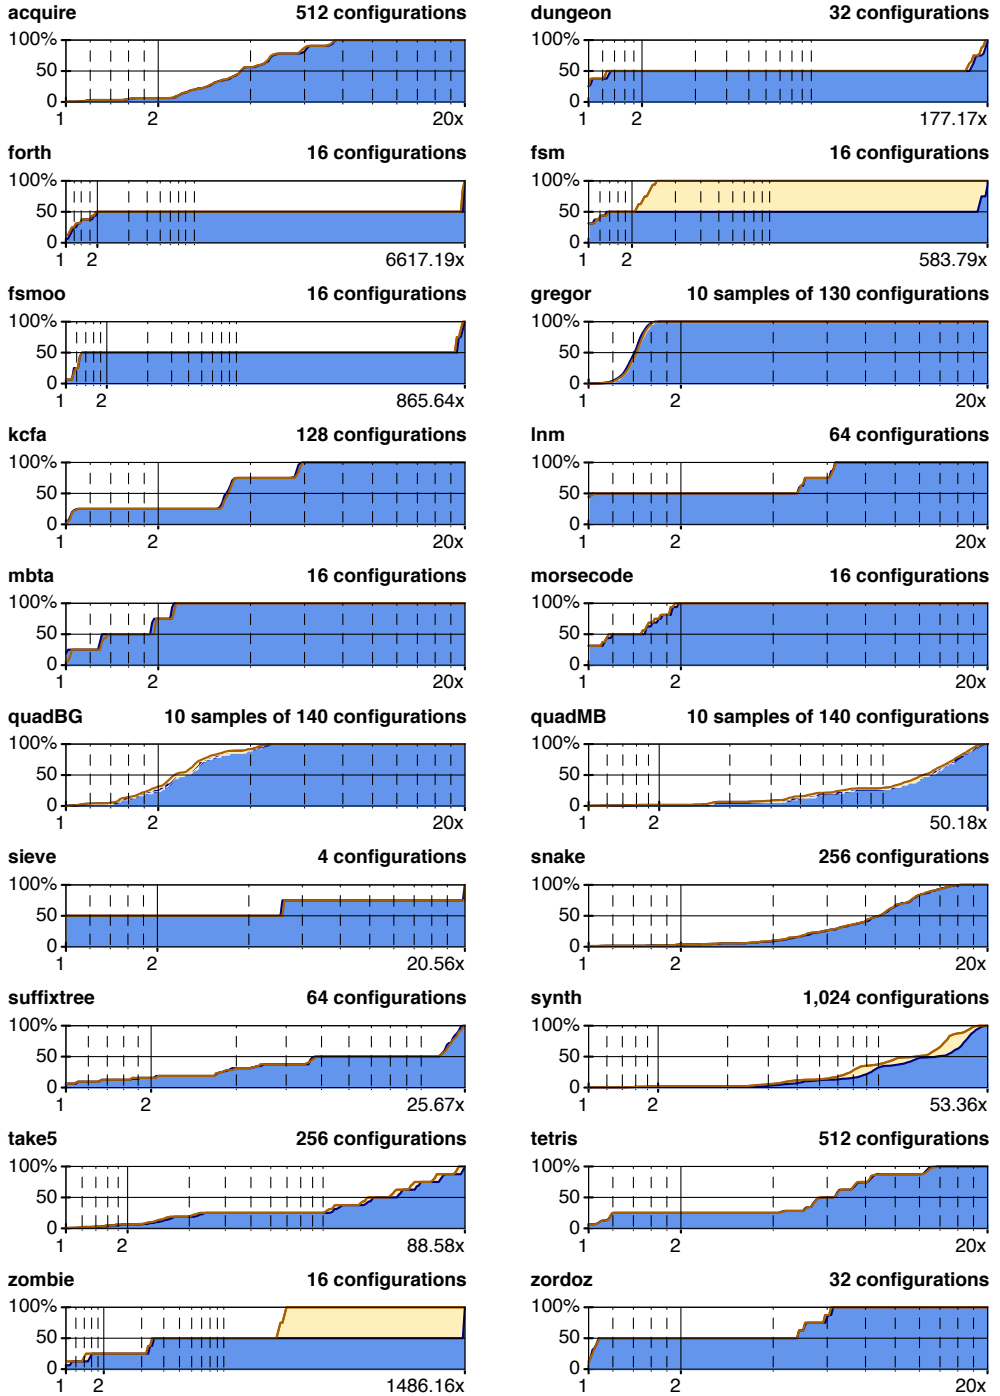 acquire 512 configurations
100%
50
0
1 2 20x
dungeon 32 configurations
100%
50
0
1 2 177.17x
forth 16 configurations
100%
50
0
1 2 6617.19x
fsm 16 configurations
100%
50
0
1 2 583.79x
fsmoo 16 configurations
100%
50
0
1 2 865.64x
gregor 10 samples of 130 configurations
100%
50
0
1 2 20x
kcfa 128 configurations
100%
50
0
1 2 20x
lnm 64 configurations
100%
50
0
1 2 20x
mbta 16 configurations
100%
50
0
1 2 20x
morsecode 16 configurations
100%
50
0
1 2 20x
quadBG 10 samples of 140 configurations
100%
50
0
1 2 20x
quadMB 10 samples of 140 configurations
100%
50
0
1 2 50.18x
sieve 4 configurations
100%
50
0
1 2 20.56x
snake 256 configurations
100%
50
0
1 2 20x
suffixtree 64 configurations
100%
50
0
1 2 25.67x
synth 1,024 configurations
100%
50
0
1 2 53.36x
take5 256 configurations
100%
50
0
1 2 88.58x
tetris 512 configurations
100%
50
0
1 2 20x
zombie 16 configurations
100%
50
0
1 2 1486.16x
zordoz 32 configurations
100%
50
0
1 2 20x